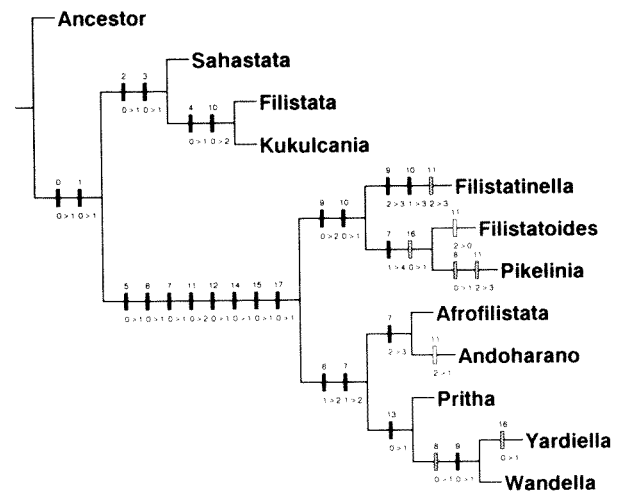 Ancestor
Sahastata
2 3
0>1 0>1
Filistata
4 10
0>1 0>2
Kukulcania
0 1
0>1 0>1
Filistatinella
9 10 11
2>3 1>3 2>3
Filistatoides
11
2>0
9 10
0>2 0>1
7 16
1>4 0>1
Pikelinia
8 11
0>1 2>3
5 6 7 11 12 14 15 17
0>1 0>1 0>1 0>2 0>1 0>1 0>1 0>1
Afrofilistata
7
2>3
Andoharano
11
2>1
6 7
1>2 1>2
Pritha
13
0>1
Yardiella
16
0>1
8 9
0>1 0>1
Wandella